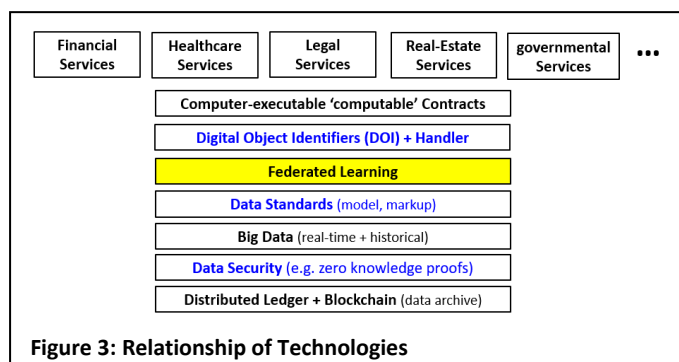 Financial Services
Healthcare Services
Legal Services
Real-Estate Services
governmental Services
...
Computer-executable ‘computable’ Contracts
Digital Object Identifiers (DOI) + Handler
Federated Learning
Data Standards (model, markup)
Big Data (real-time + historical)
Data Security (e.g. zero knowledge proofs)
Distributed Ledger + Blockchain (data archive)
Figure 3: Relationship of Technologies